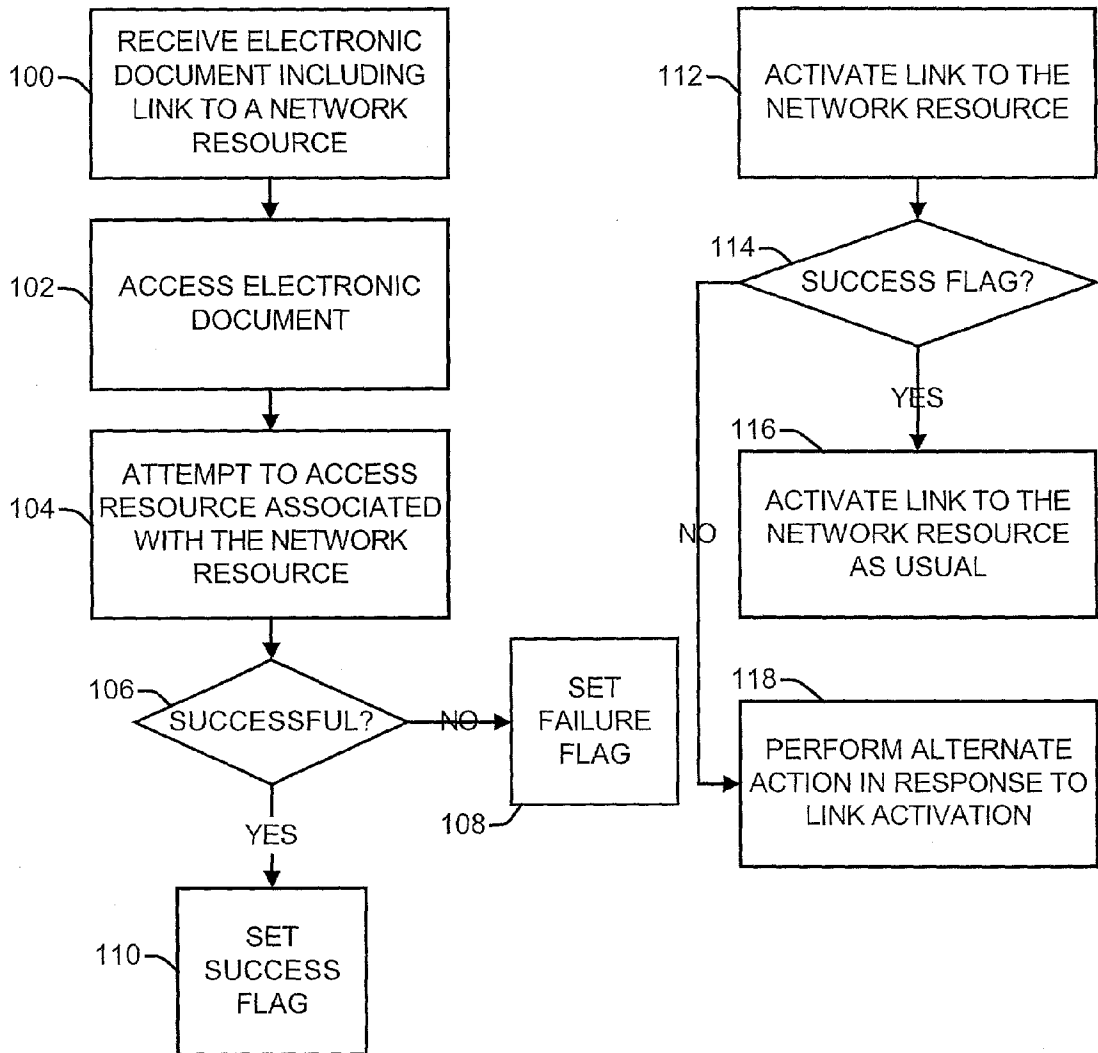 100
RECEIVE ELECTRONIC
DOCUMENT INCLUDING
LINK TO A NETWORK
RESOURCE
102
ACCESS ELECTRONIC
DOCUMENT
104
ATTEMPT TO ACCESS
RESOURCE ASSOCIATED
WITH THE NETWORK
RESOURCE
106
SUCCESSFUL?
NO
SET
FAILURE
FLAG
108
YES
110
SET
SUCCESS
FLAG
112
ACTIVATE LINK TO THE
NETWORK RESOURCE
114
SUCCESS FLAG?
YES
116
ACTIVATE LINK TO THE
NETWORK RESOURCE
AS USUAL
NO
118
PERFORM ALTERNATE
ACTION IN RESPONSE TO
LINK ACTIVATION